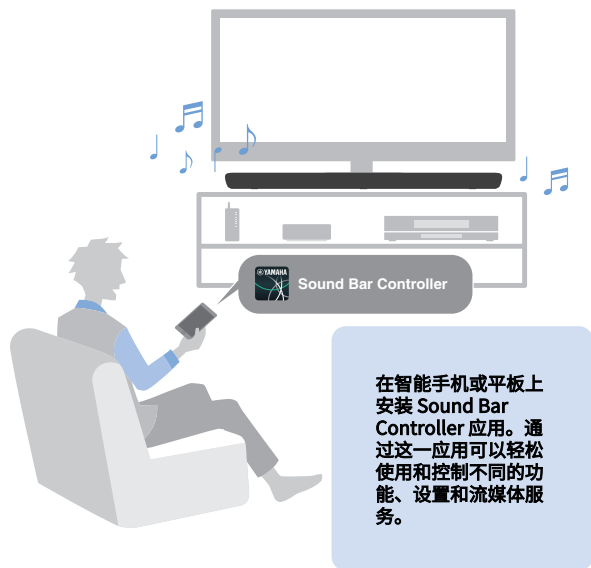 YAMAHA
Sound Bar Controller
在智能手机或平板上
安装 Sound Bar
Controller 应用。通
过这一应用可以轻松
使用和控制不同的功
能、设置和流媒体服
务。